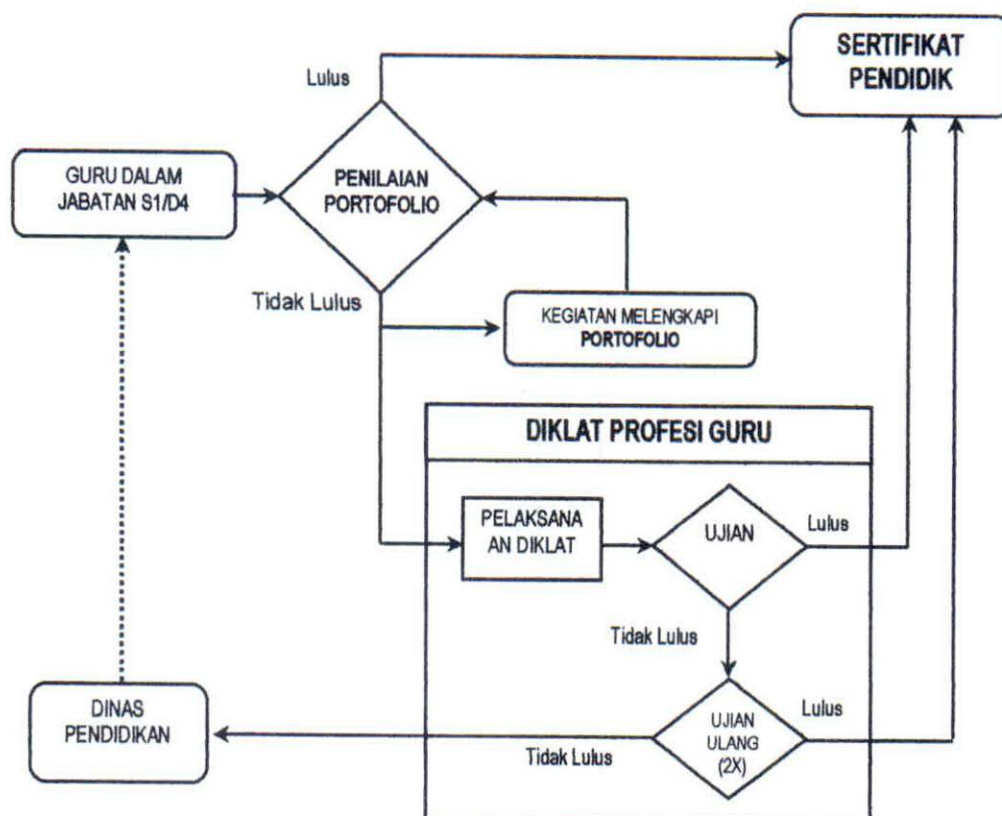 SERTIFIKAT
PENDIDIK
Lulus
GURU DALAM
JABATAN S1/D4
PENILAIAN
PORTOFOLIO
Tidak Lulus
KEGIATAN MELENGKAPI
PORTOFOLIO
DIKLAT PROFESI GURU
PELAKSANA
AN DIKLAT
UJIAN
Lulus
Tidak Lulus
DINAS
PENDIDIKAN
UJIAN
ULANG
(2X)
Lulus
Tidak Lulus